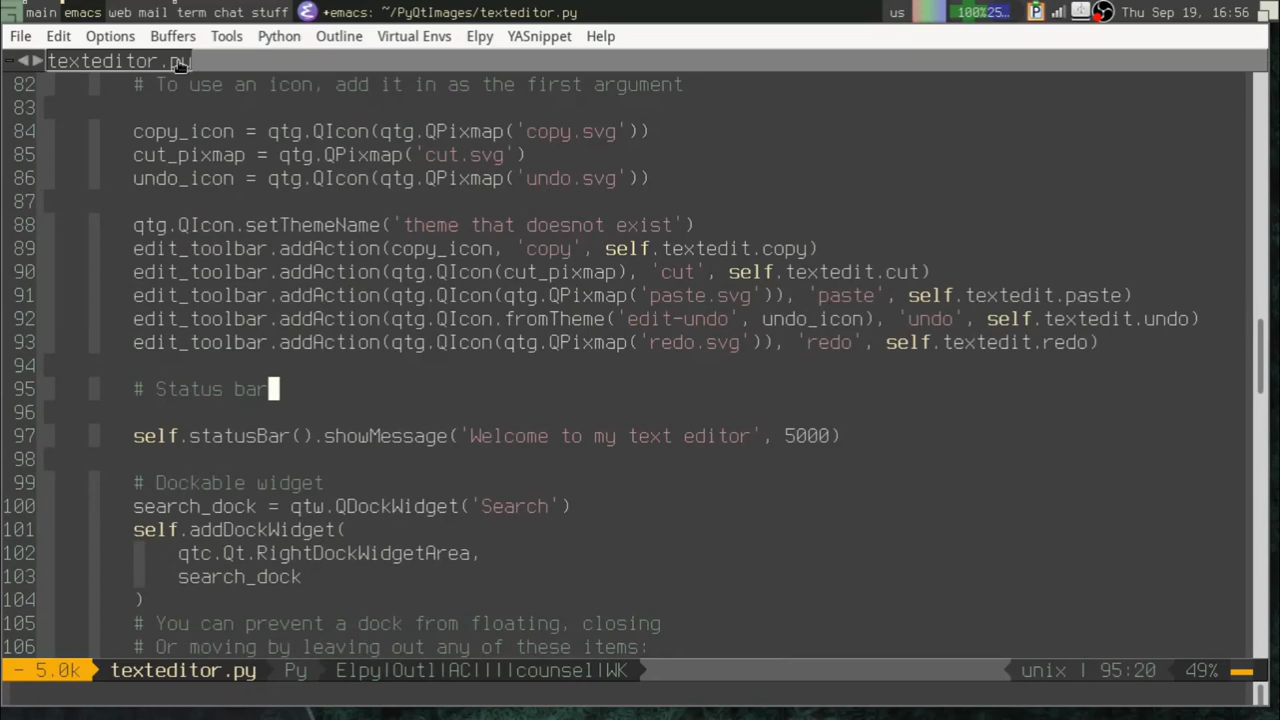 main emacs web mail term chat stuff +emacs: ~/PyQtImages/texteditor.py us 100% Thu Sep 19, 16:56
File Edit Options Buffers Tools Python Outline Virtual Envs Elpy YASnippet Help
texteditor.py
82 # To use an icon, add it in as the first argument
83
84 copy_icon = qtg.QIcon(qtg.QPixmap('copy.svg'))
85 cut_pixmap = qtg.QPixmap('cut.svg')
86 undo_icon = qtg.QIcon(qtg.QPixmap('undo.svg'))
87
88 qtg.QIcon.setThemeName('theme that doesnot exist')
89 edit_toolbar.addAction(copy_icon, 'copy', self.textedit.copy)
90 edit_toolbar.addAction(qtg.QIcon(cut_pixmap), 'cut', self.textedit.cut)
91 edit_toolbar.addAction(qtg.QIcon(qtg.QPixmap('paste.svg')), 'paste', self.textedit.paste)
92 edit_toolbar.addAction(qtg.QIcon.fromTheme('edit-undo', undo_icon), 'undo', self.textedit.undo)
93 edit_toolbar.addAction(qtg.QIcon(qtg.QPixmap('redo.svg')), 'redo', self.textedit.redo)
94
95 # Status bar
96
97 self.statusBar().showMessage('Welcome to my text editor', 5000)
98
99 # Dockable widget
100 search_dock = qtw.QDockWidget('Search')
101 self.addDockWidget(
102 qtc.Qt.RightDockWidgetArea,
103 search_dock
104 )
105 # You can prevent a dock from floating, closing
106 # Or moving by leaving out any of these items:
- 5.0k texteditor.py Py Elpy|Outl|AC||||counsel|WK unix | 95:20 49%